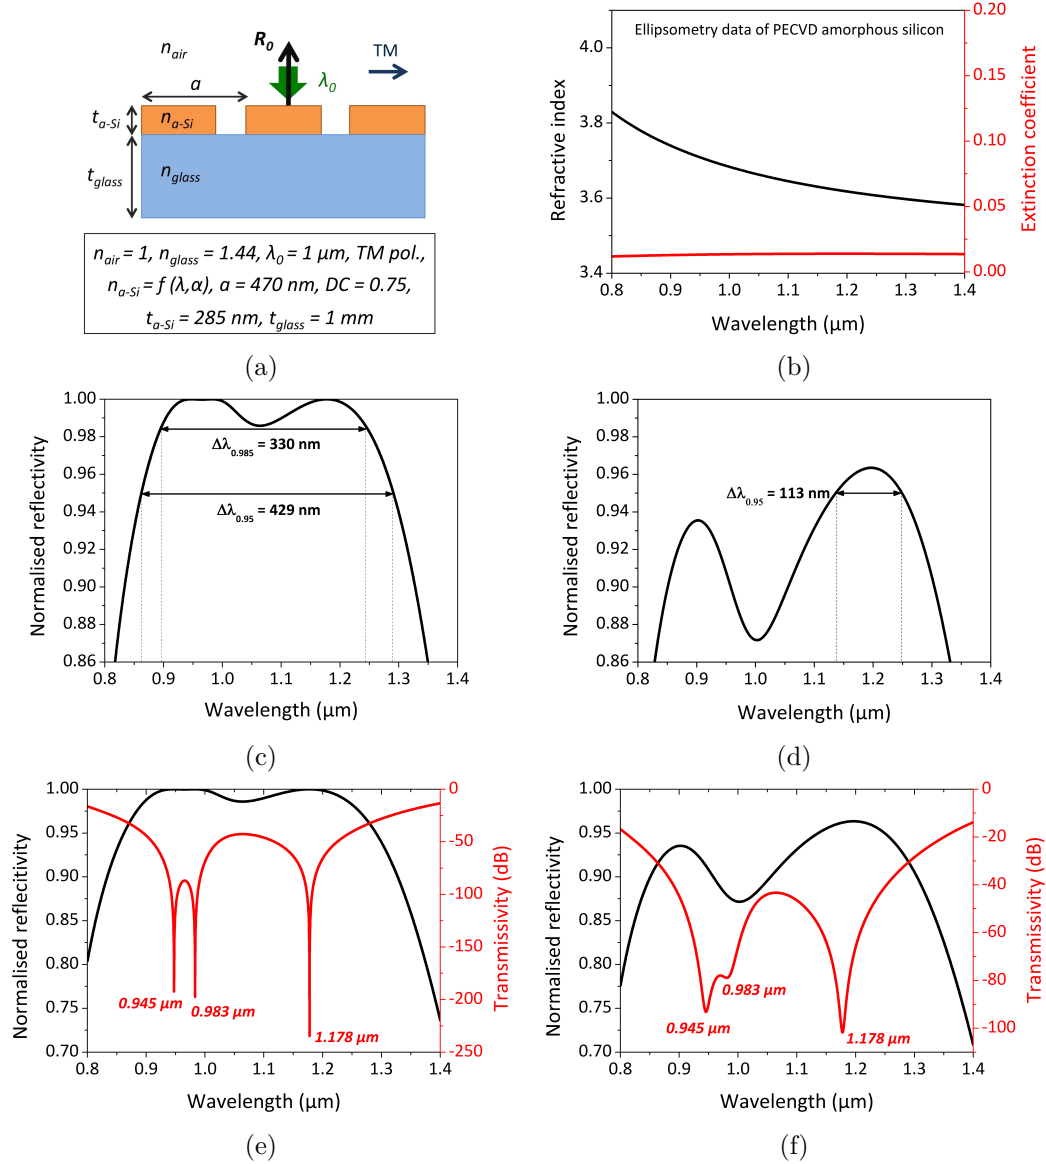 n_air
R_0
TM
a
λ_0
t_a-Si
n_a-Si
t_glass
n_glass
n_air = 1, n_glass = 1.44, λ_0 = 1 µm, TM pol.,
n_a-Si = f (λ,α), a = 470 nm, DC = 0.75,
t_a-Si = 285 nm, t_glass = 1 mm
(a)
Ellipsometry data of PECVD amorphous silicon
Refractive index
4.0
3.8
3.6
3.4
Extinction coefficient
0.20
0.15
0.10
0.05
0.00
0.8 0.9 1.0 1.1 1.2 1.3 1.4
Wavelength (µm)
(b)
Normalised reflectivity
1.00
0.98
0.96
0.94
0.92
0.90
0.88
0.86
Δλ_0.985 = 330 nm
Δλ_0.95 = 429 nm
0.8 0.9 1.0 1.1 1.2 1.3 1.4
Wavelength (µm)
(c)
Normalised reflectivity
1.00
0.98
0.96
0.94
0.92
0.90
0.88
0.86
Δλ_0.95 = 113 nm
0.8 0.9 1.0 1.1 1.2 1.3 1.4
Wavelength (µm)
(d)
Normalised reflecitivity
1.00
0.95
0.90
0.85
0.80
0.75
0.70
0.945 µm
0.983 µm
1.178 µm
Transmissivity (dB)
0
-50
-100
-150
-200
-250
0.8 0.9 1.0 1.1 1.2 1.3 1.4
Wavelength (µm)
(e)
Normalised reflectivity
1.00
0.95
0.90
0.85
0.80
0.75
0.70
0.945 µm
0.983 µm
1.178 µm
Transmissivity (dB)
0
-20
-40
-60
-80
-100
0.8 0.9 1.0 1.1 1.2 1.3 1.4
Wavelength (µm)
(f)